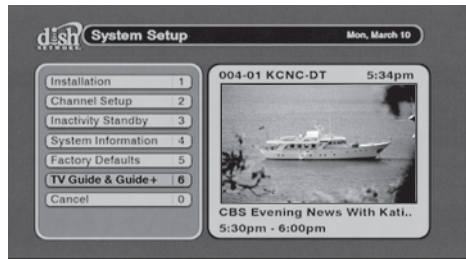 dish
NETWORK
System Setup
Mon, March 10
Installation 1
Channel Setup 2
Inactivity Standby 3
System Information 4
Factory Defaults 5
TV Guide & Guide+ 6
Cancel 0
004-01 KCNC-DT 5:34pm
CBS Evening News With Kati..
5:30pm - 6:00pm